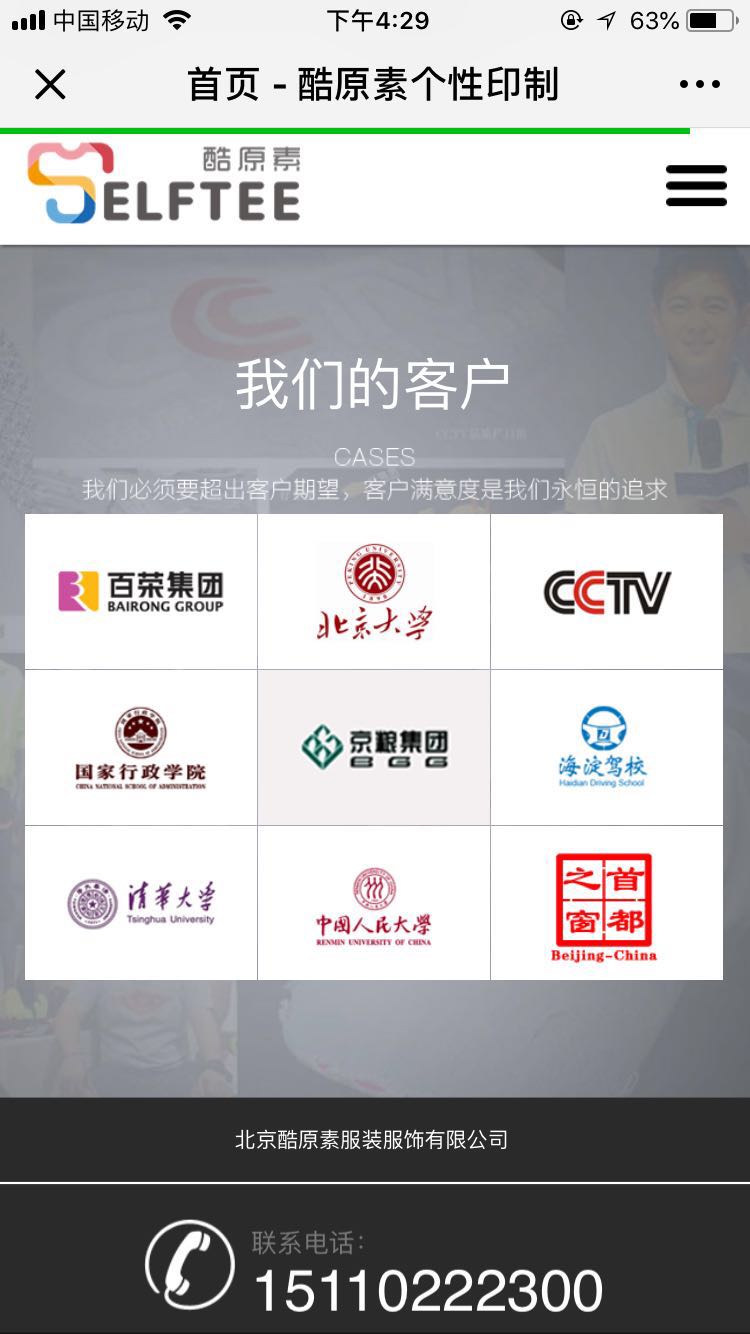 中国移动
下午4:29
63%
首页 - 酷原素个性印制
酷原素
SELFTEE
我们的客户
CASES
我们必须要超出客户期望，客户满意度是我们永恒的追求
百荣集团
BAIRONG GROUP
PEKING UNIVERSITY
1898
北京大学
CCTV
国家行政学院
CHINA NATIONAL SCHOOL OF ADMINISTRATION
京粮集团
BGG
海淀驾校
Haidian Driving School
清华大学
Tsinghua University
中国人民大学
RENMIN UNIVERSITY OF CHINA
首都之窗
Beijing-China
北京酷原素服装服饰有限公司
联系电话：
15110222300